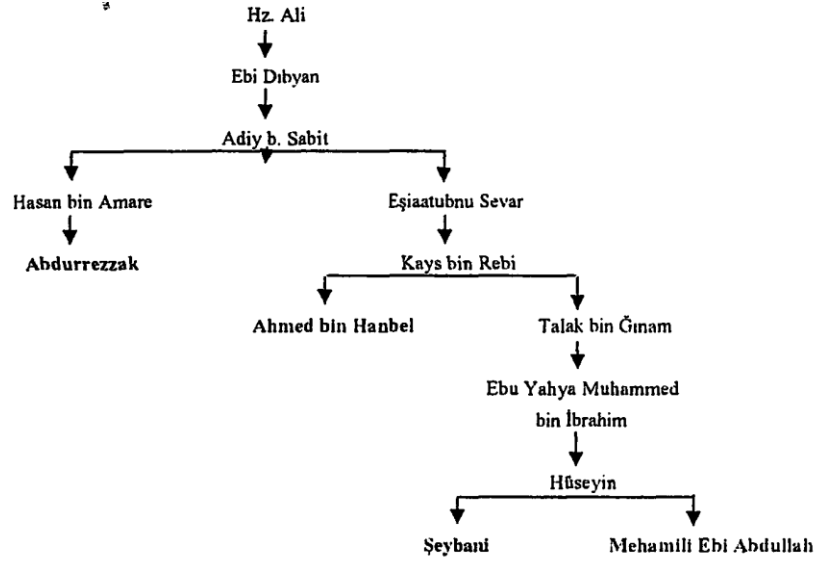 Hz. Ali
Ebi Dıbyan
Adiy b. Sabit
Hasan bin Amare
Eşiaatubnu Sevar
Abdurrezzak
Kays bin Rebi
Ahmed bin Hanbel
Talak bin Ğınam
Ebu Yahya Muhammed
bin İbrahim
Hüseyin
Şeybani
Mehamili Ebi Abdullah